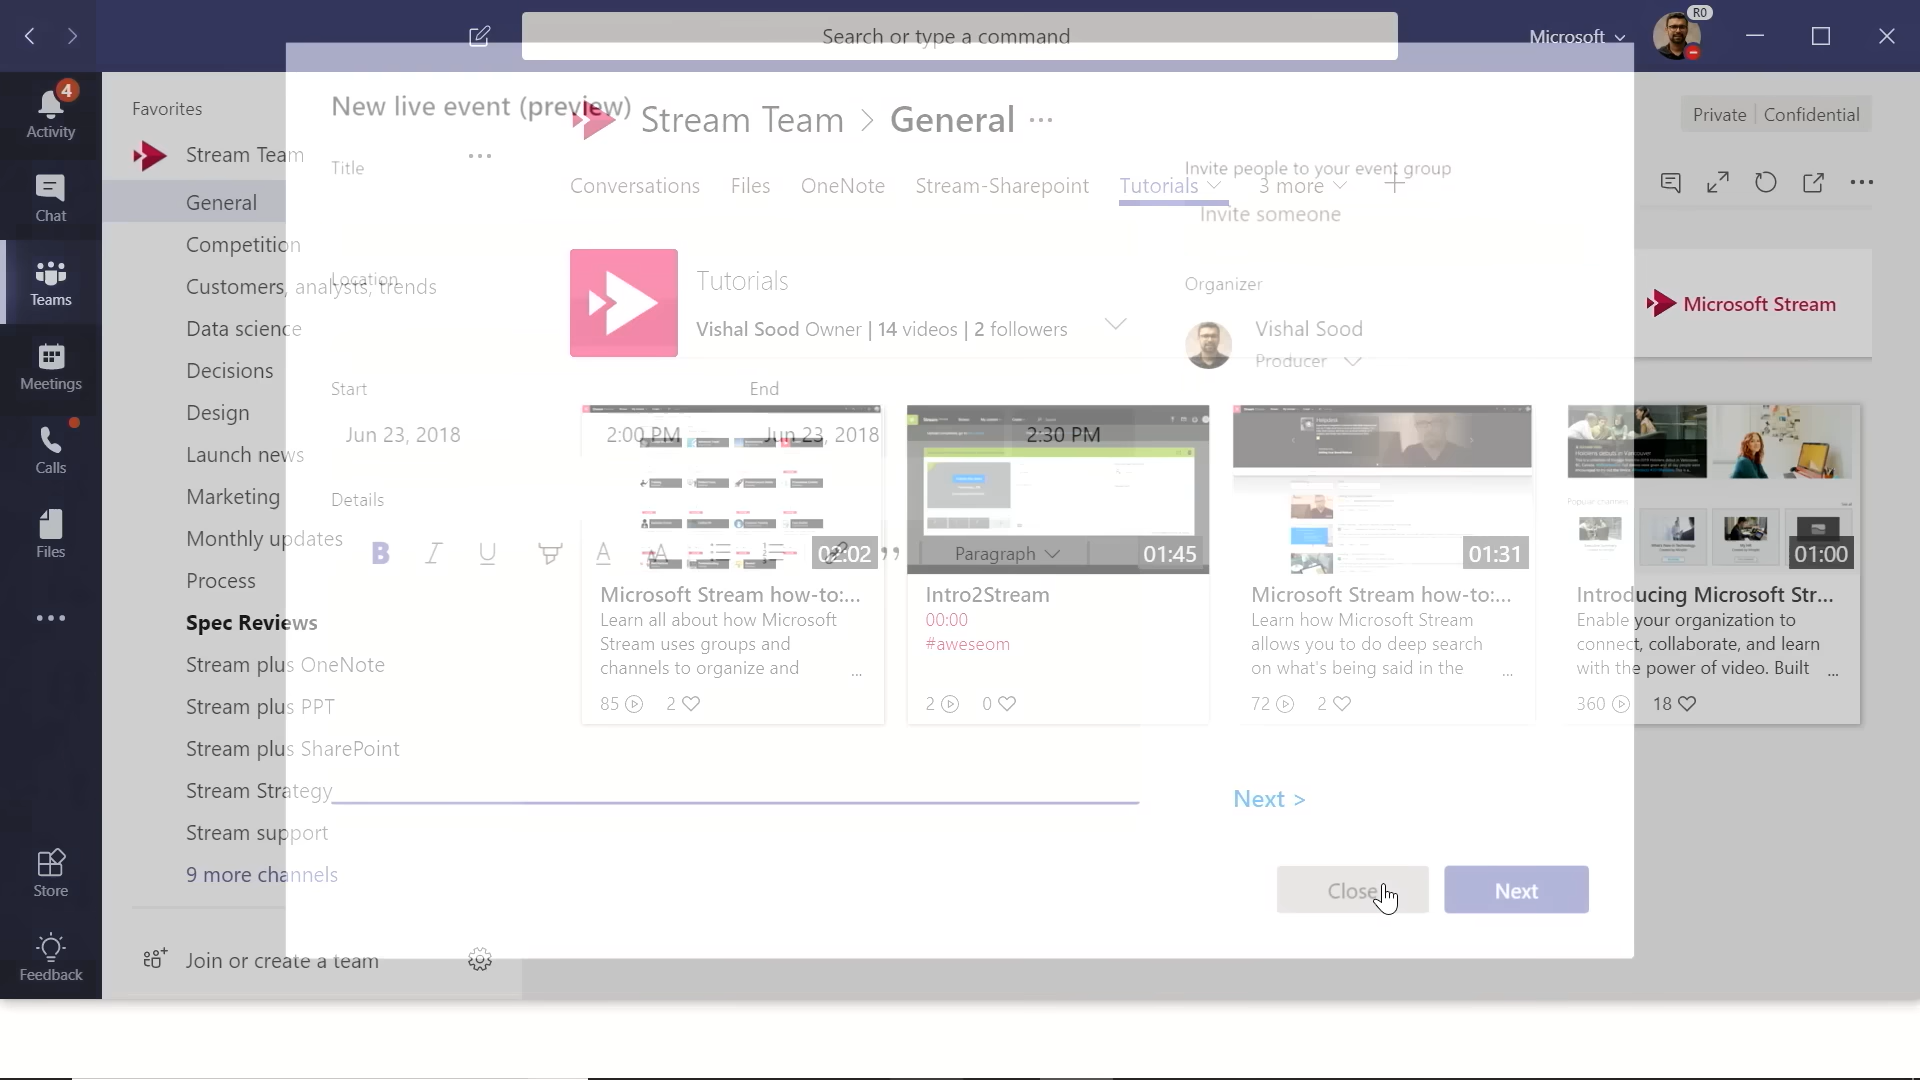 Search or type a command
Microsoft
R0
4
Activity
Chat
Teams
Meetings
Calls
Files
Store
Feedback
Favorites
Stream Team
General
Competition
Customers, analysts, trends
Data science
Decisions
Design
Launch news
Marketing
Monthly updates
Process
Spec Reviews
Stream plus OneNote
Stream plus PPT
Stream plus SharePoint
Stream Strategy
Stream support
9 more channels
Join or create a team
New live event (preview)
Title
Location
Start
End
Jun 23, 2018
2:00 PM
Jun 23, 2018
2:30 PM
Details
B I U
Paragraph
Invite people to your event group
Invite someone
Organizer
Vishal Sood
Producer
Close
Next
Stream Team > General
Private
Confidential
Conversations
Files
OneNote
Stream-Sharepoint
Tutorials
3 more
Tutorials
Vishal Sood Owner | 14 videos | 2 followers
Microsoft Stream
02:02
Microsoft Stream how-to:...
Learn all about how Microsoft
Stream uses groups and
channels to organize and
...
85
2
01:45
Intro2Stream
00:00
#aweseom
2
0
01:31
Microsoft Stream how-to:...
Learn how Microsoft Stream
allows you to do deep search
on what's being said in the
...
72
2
01:00
Introducing Microsoft Str...
Enable your organization to
connect, collaborate, and learn
with the power of video. Built
...
360
18
Next >